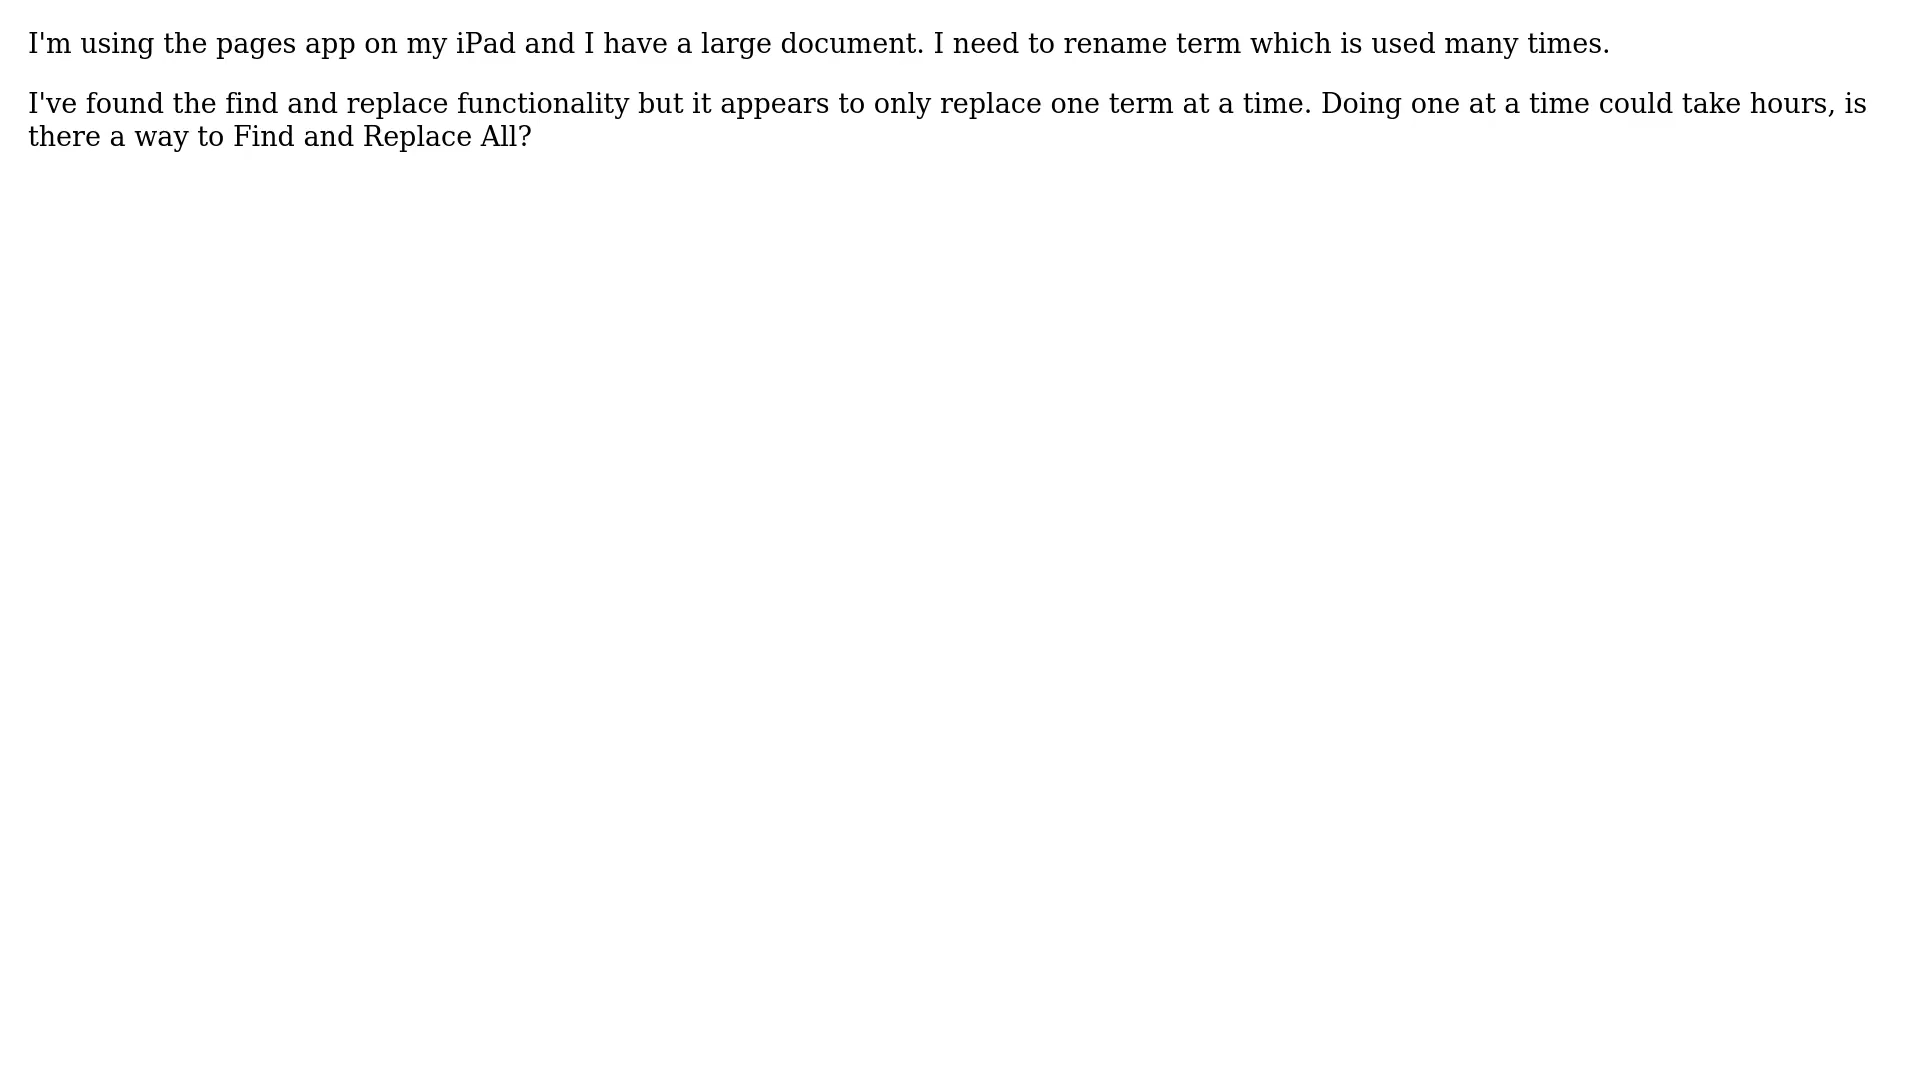 I'm using the pages app on my iPad and I have a large document. I need to rename term which is used many times.
I've found the find and replace functionality but it appears to only replace one term at a time. Doing one at a time could take hours, is
there a way to Find and Replace All?